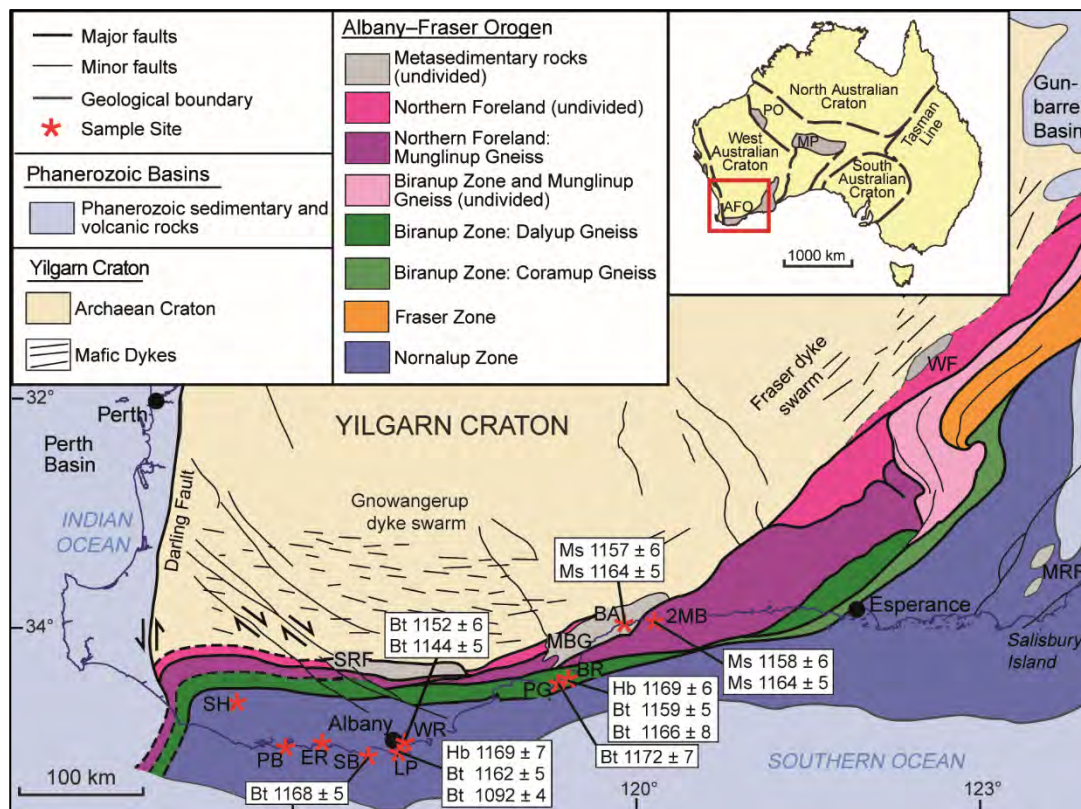 Major faults
Minor faults
Geological boundary
Sample Site
Phanerozoic Basins
Phanerozoic sedimentary and
volcanic rocks
Yilgarn Craton
Archaean Craton
Mafic Dykes
Albany–Fraser Orogen
Metasedimentary rocks
(undivided)
Northern Foreland (undivided)
Northern Foreland:
Munglinup Gneiss
Biranup Zone and Munglinup
Gneiss (undivided)
Biranup Zone: Dalyup Gneiss
Biranup Zone: Coramup Gneiss
Fraser Zone
Nornalup Zone
North Australian
Craton
PO
MP
West
Australian
Craton
South
Australian
Craton
Tasman
Line
AFO
1000 km
Gun-
barrel
Basin
32°
Perth
Perth
Basin
INDIAN
OCEAN
Darling Fault
YILGARN CRATON
Gnowangerup
dyke swarm
Fraser dyke
swarm
WF
Ms 1157 ± 6
Ms 1164 ± 5
BA
2MB
Esperance
MRF
Salisbury
Island
34°
Bt 1152 ± 6
Bt 1144 ± 5
MBG
SRF
BR
PG
Ms 1158 ± 6
Ms 1164 ± 5
Hb 1169 ± 6
Bt 1159 ± 5
Bt 1166 ± 8
SH
Albany
WR
PB
ER
SB
LP
Hb 1169 ± 7
Bt 1162 ± 5
Bt 1092 ± 4
Bt 1172 ± 7
Bt 1168 ± 5
SOUTHERN OCEAN
100 km
120°
123°